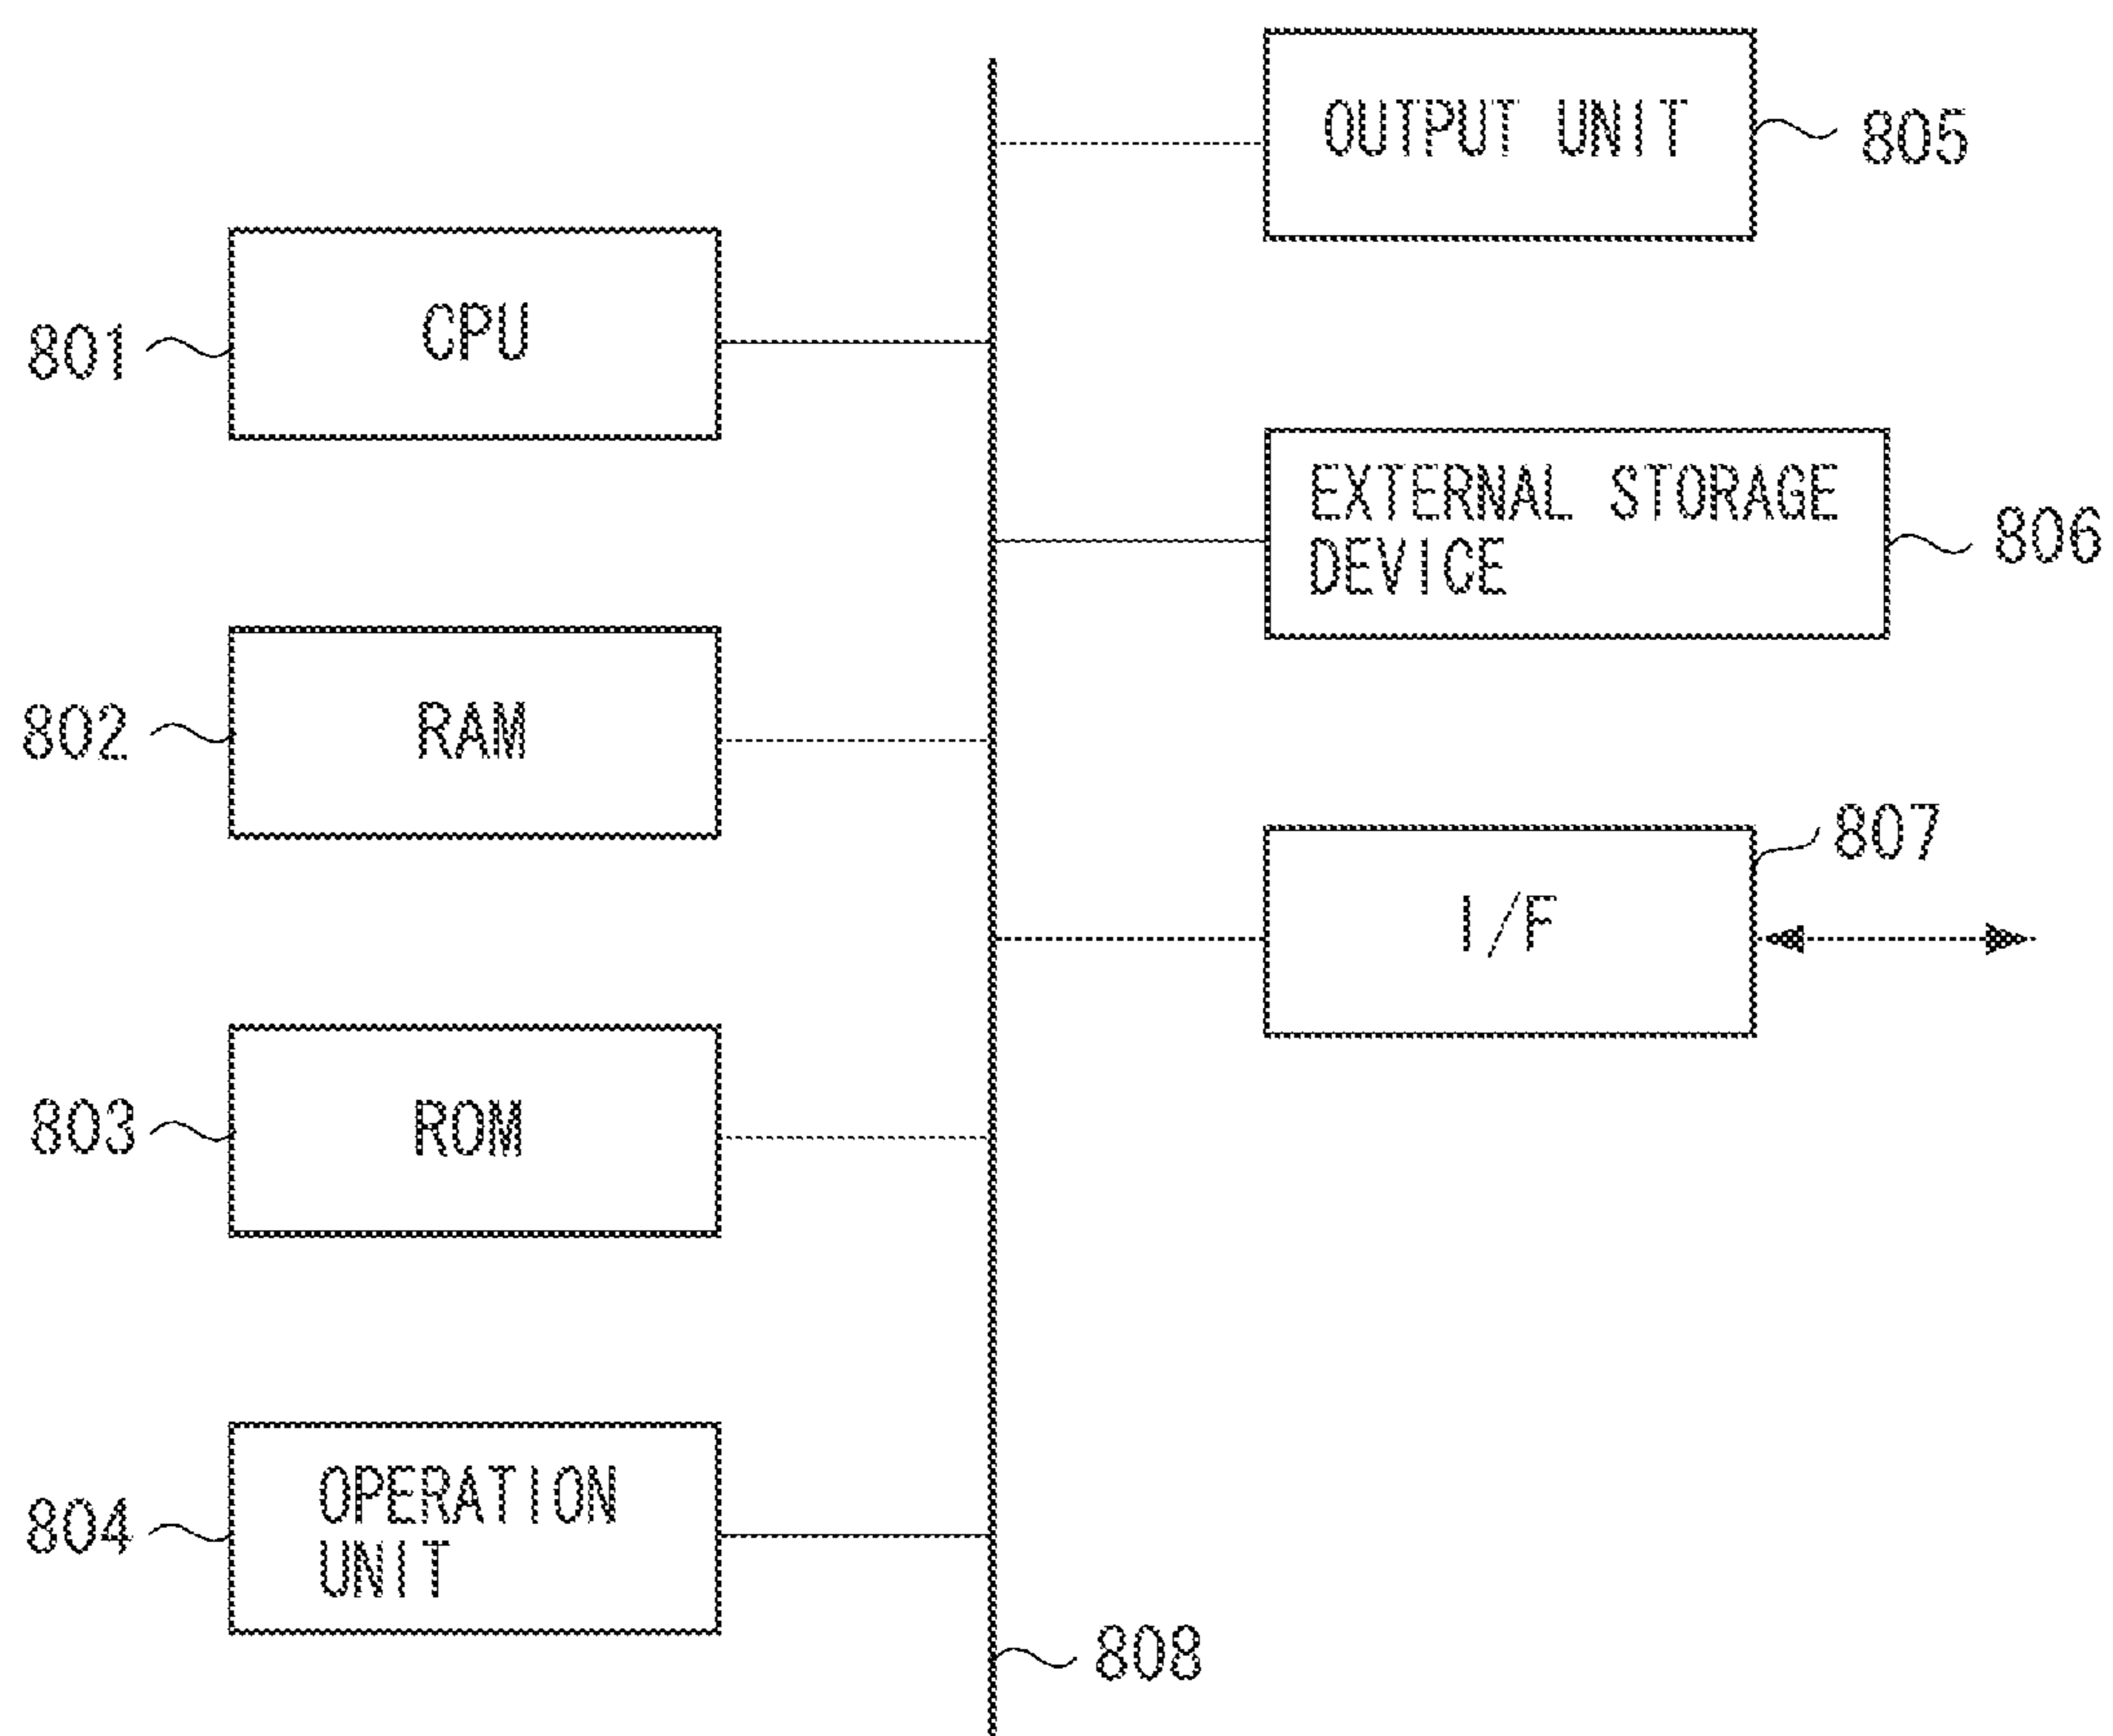 OUTPUT UNIT
805
CPU
801
EXTERNAL STORAGE
DEVICE
806
RAM
802
I/F
807
ROM
803
OPERATION
UNIT
804
808